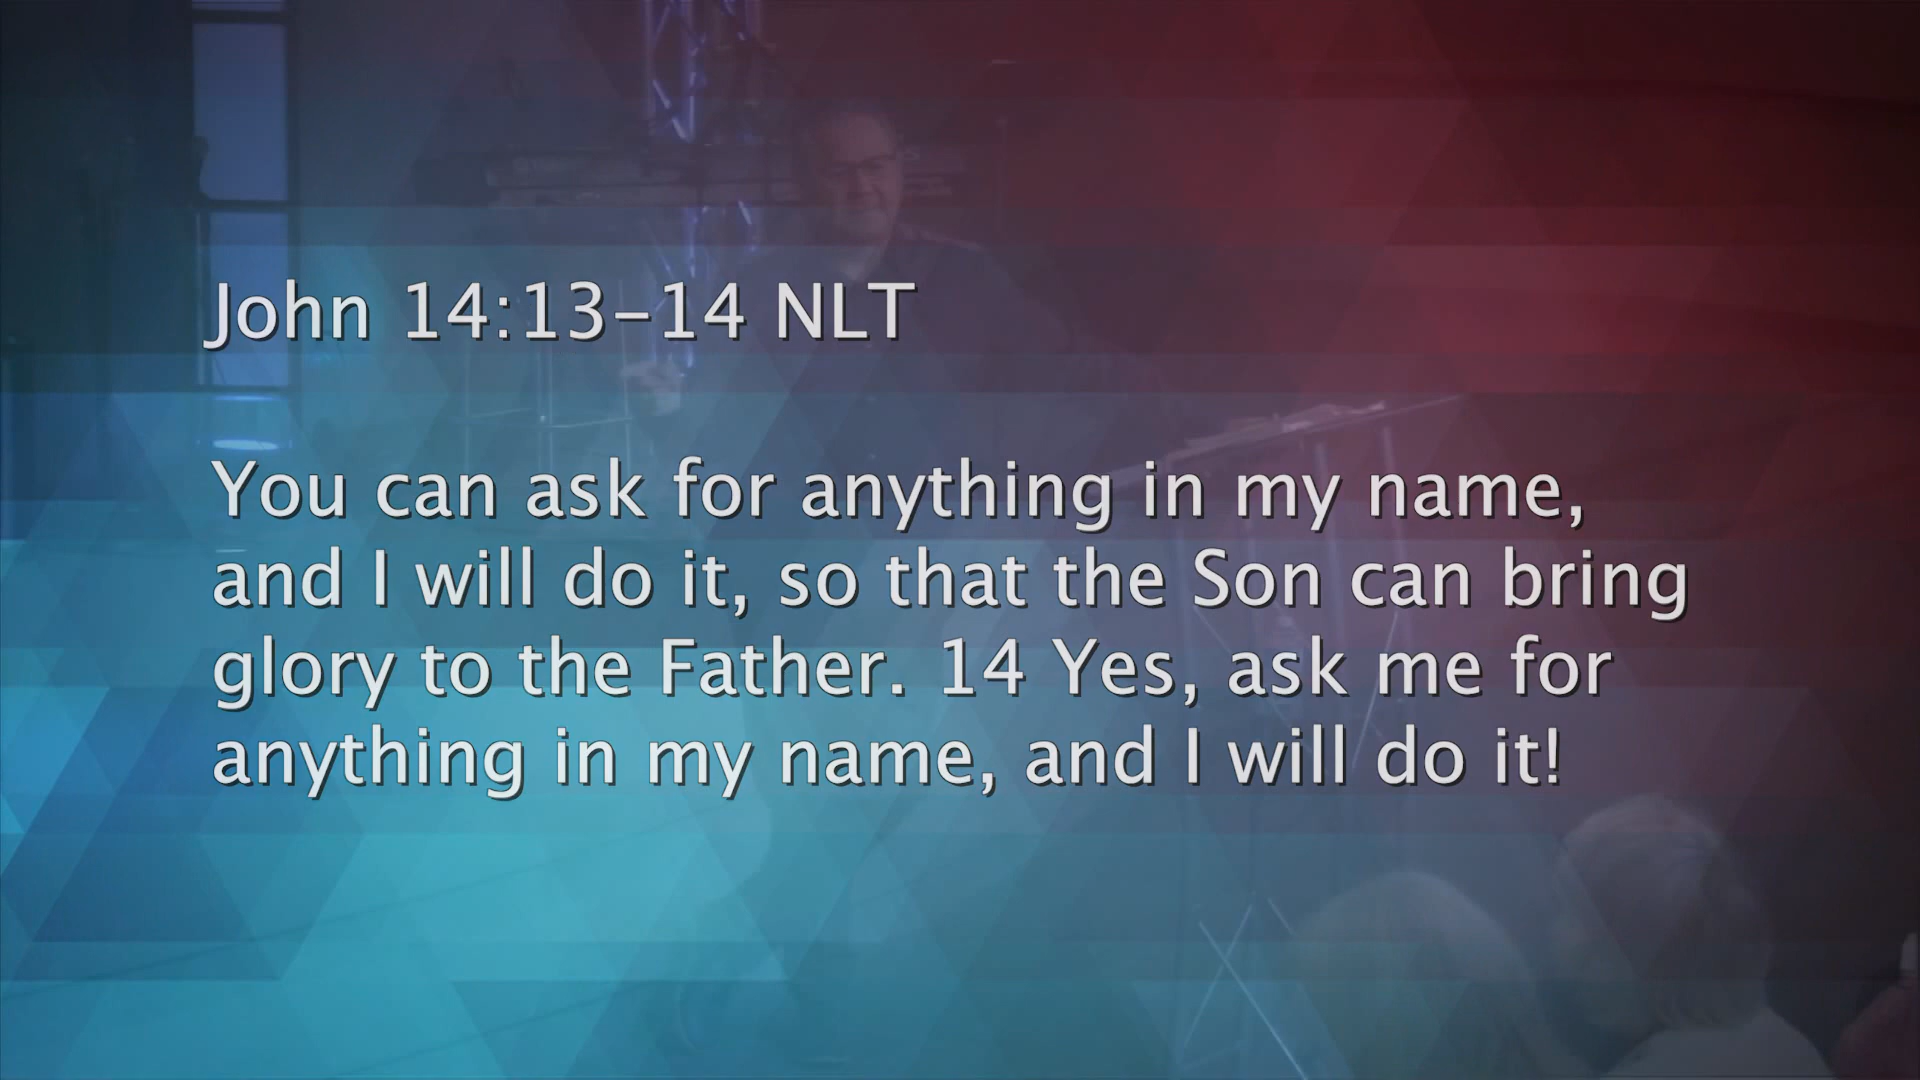 John 14:13-14 NLT
You can ask for anything in my name,
and I will do it, so that the Son can bring
glory to the Father. 14 Yes, ask me for
anything in my name, and I will do it!